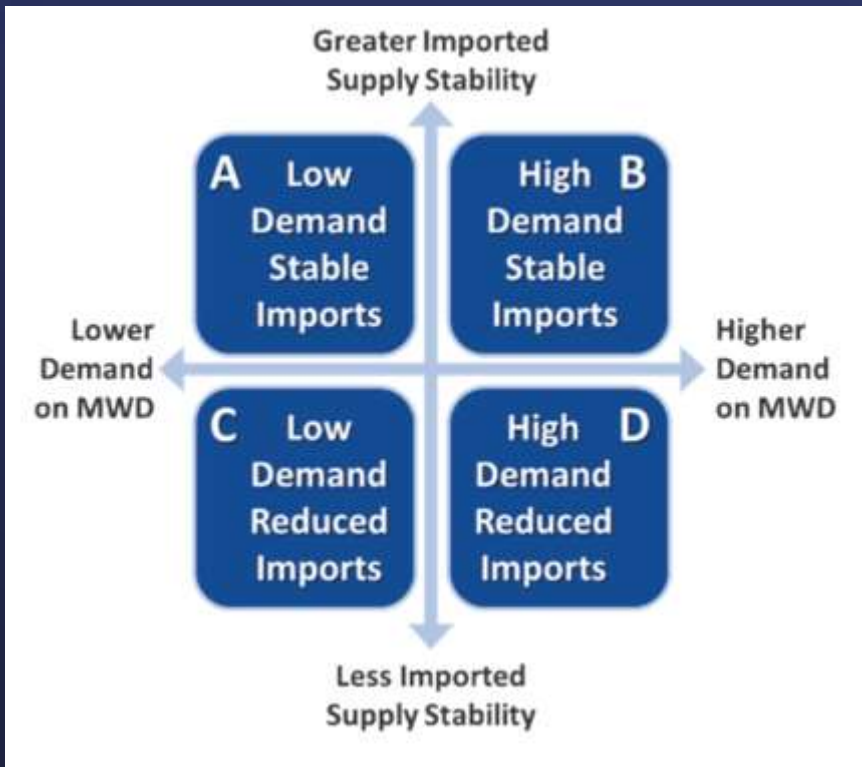 Greater Imported
Supply Stability
A
Low
Demand
Stable
Imports
High
B
Demand
Stable
Imports
Lower
Demand
on MWD
Higher
Demand
on MWD
C
Low
Demand
Reduced
Imports
High
D
Demand
Reduced
Imports
Less Imported
Supply Stability